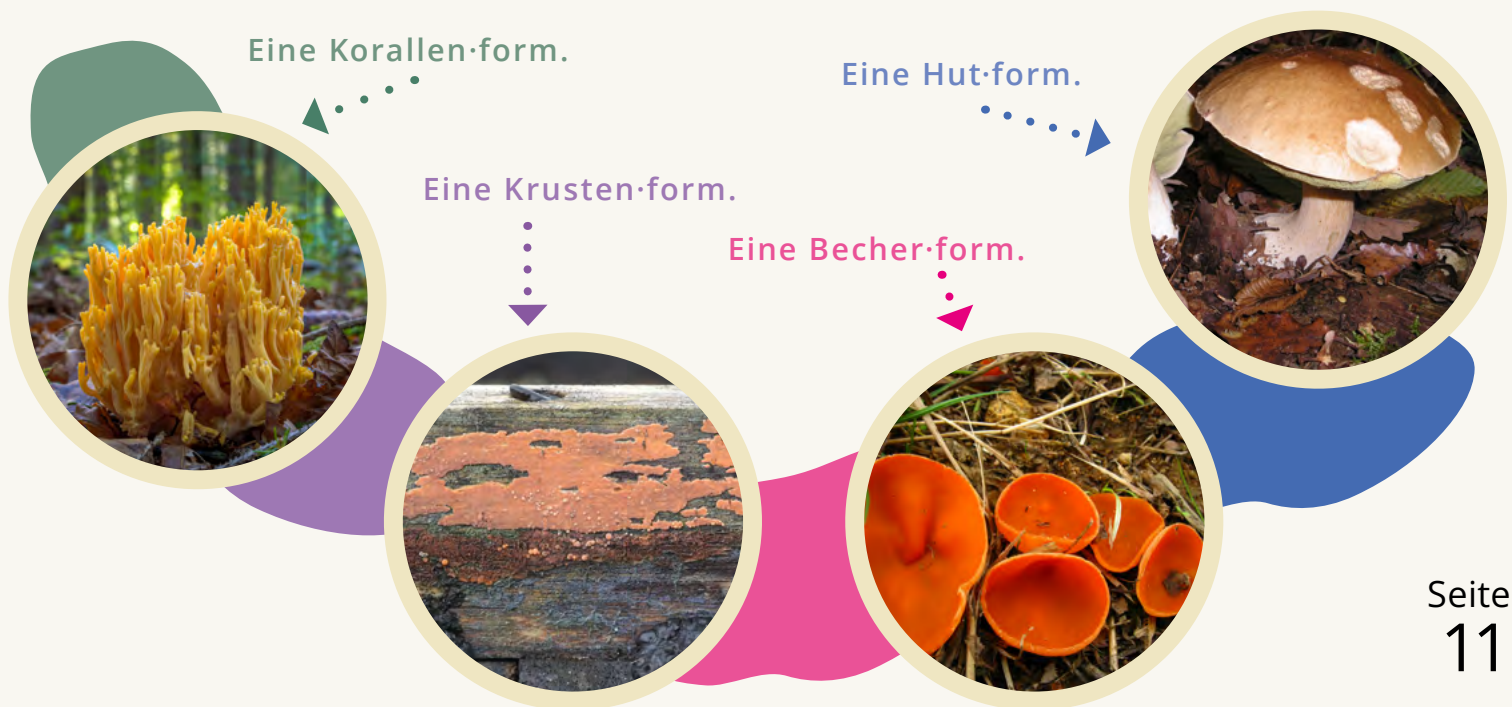 Eine Korallen·form.
Eine Hut·form.
Eine Krusten·form.
Eine Becher·form.
Seite
11